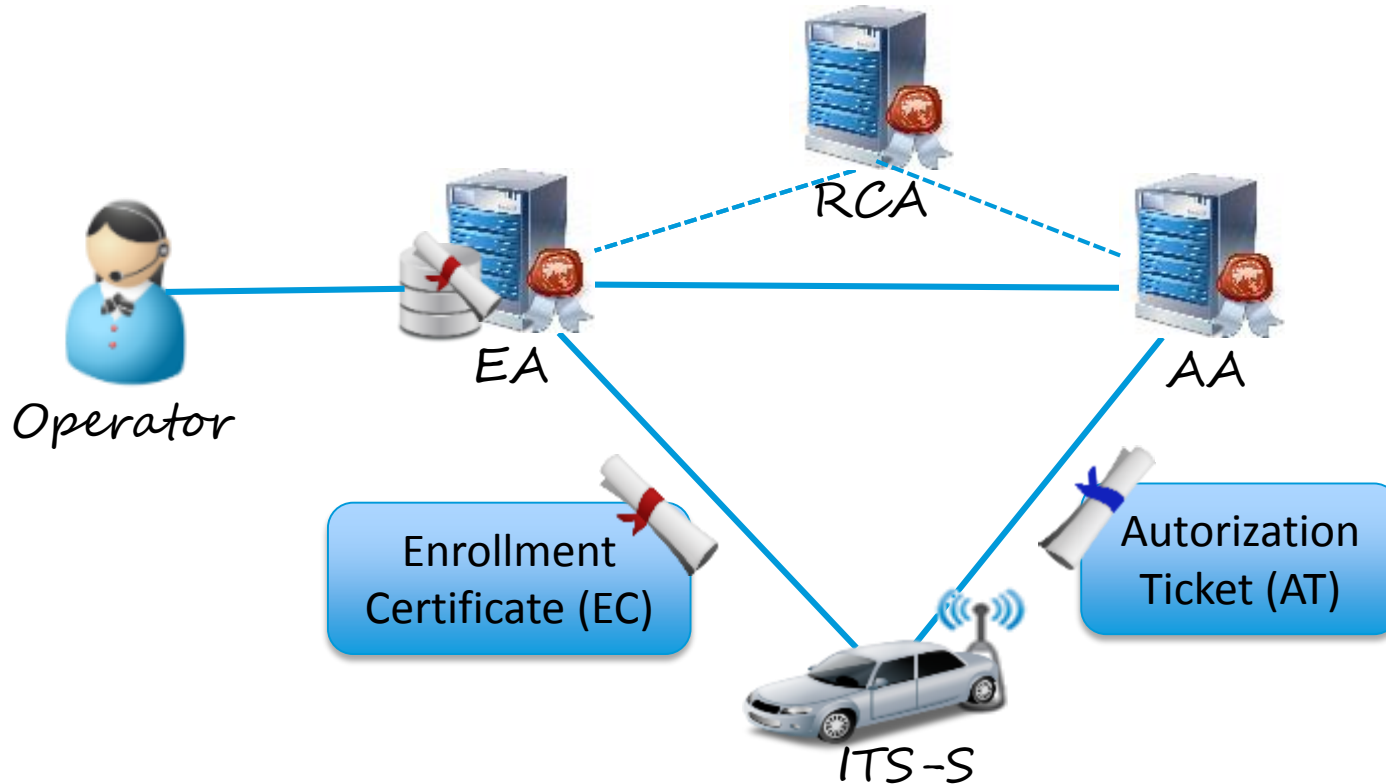 RCA
EA
AA
Operator
Enrollment
Certificate (EC)
Autorization
Ticket (AT)
ITS-S